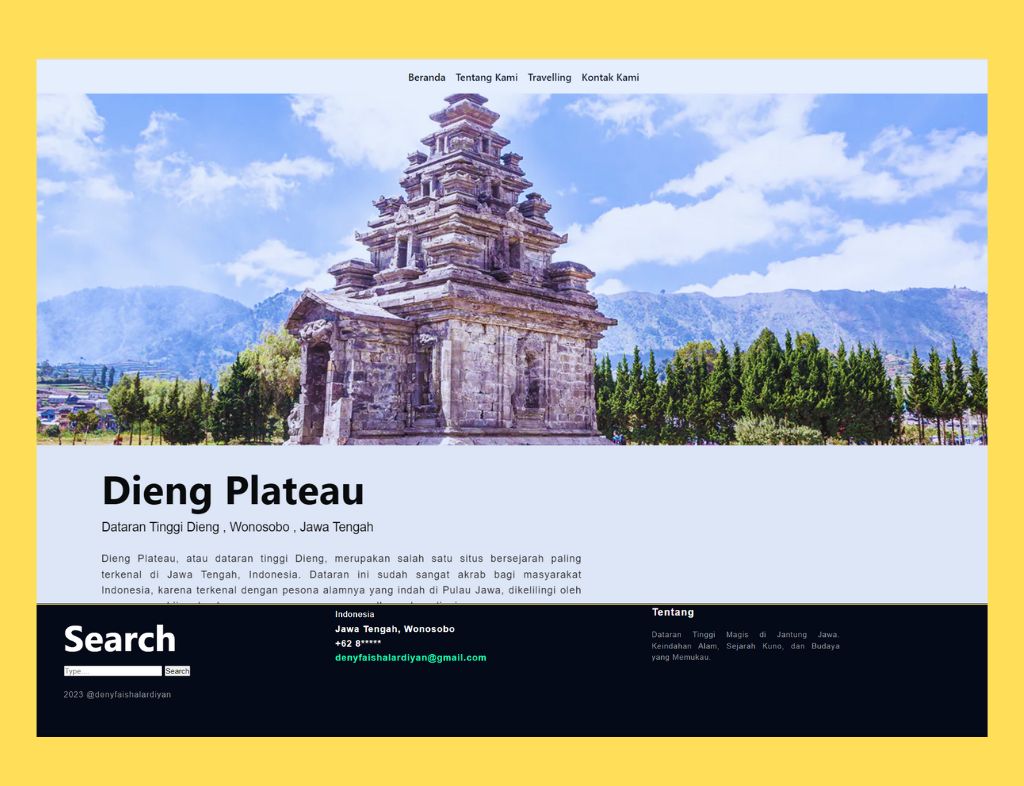 Beranda Tentang Kami Travelling Kontak Kami
Dieng Plateau
Dataran Tinggi Dieng , Wonosobo , Jawa Tengah
Dieng Plateau, atau dataran tinggi Dieng, merupakan salah satu situs bersejarah paling
terkenal di Jawa Tengah, Indonesia. Dataran ini sudah sangat akrab bagi masyarakat
Indonesia, karena terkenal dengan pesona alamnya yang indah di Pulau Jawa, dikelilingi oleh
Search
Type...
Search
2023 @denyfaishalardiyan
Indonesia
Jawa Tengah, Wonosobo
+62 8*****
denyfaishalardiyan@gmail.com
Tentang
Dataran Tinggi Magis di Jantung Jawa.
Keindahan Alam, Sejarah Kuno, dan Budaya
yang Memukau.